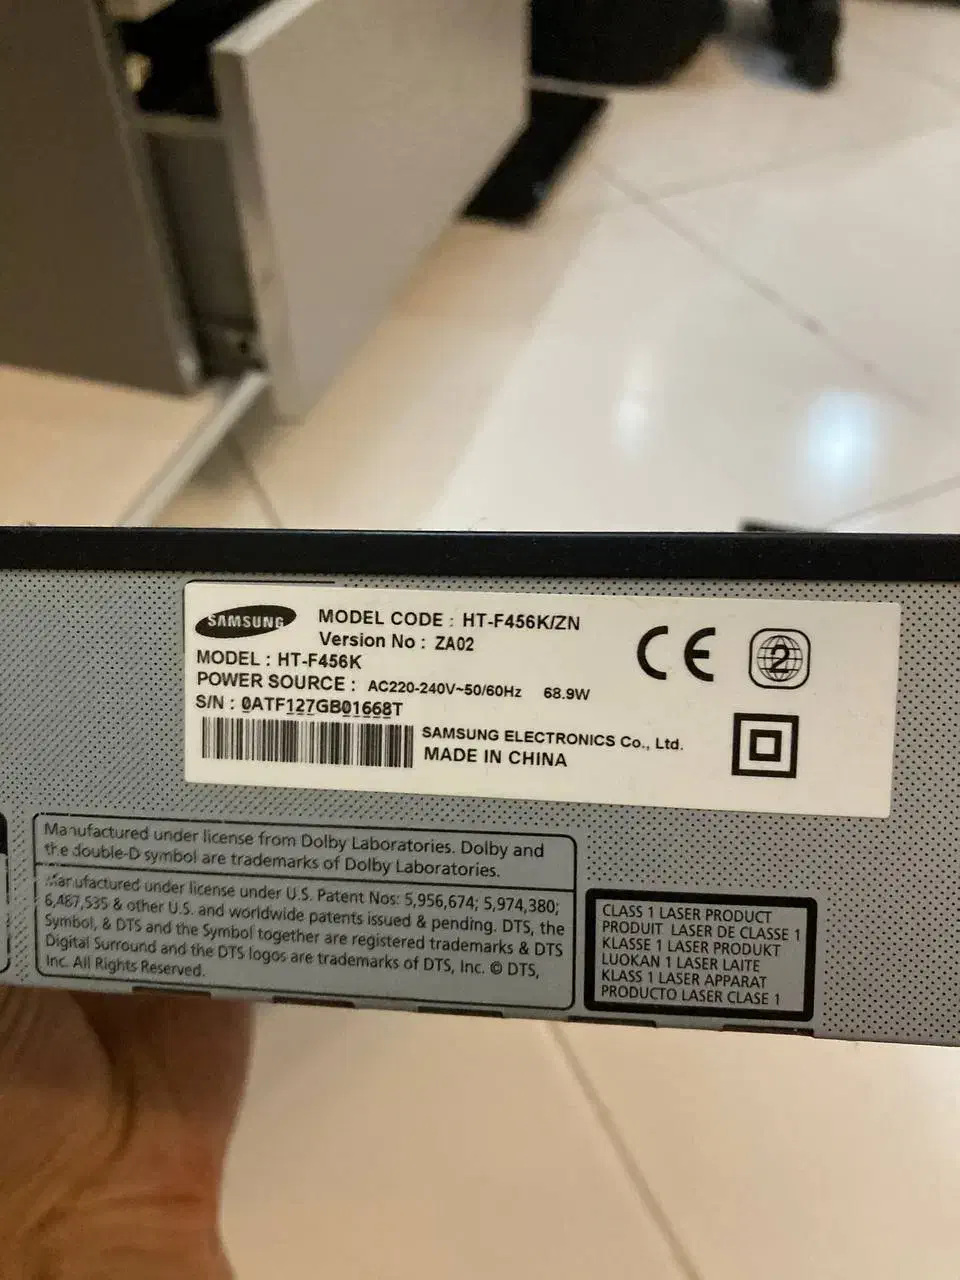 SAMSUNG
MODEL CODE : HT-F456K/ZN
Version No : ZA02
MODEL : HT-F456K
POWER SOURCE : AC220-240V~50/60Hz 68.9W
S/N : 0ATF127GB01668T
SAMSUNG ELECTRONICS Co., Ltd.
MADE IN CHINA
CE
2
Manufactured under license from Dolby Laboratories. Dolby and
the double-D symbol are trademarks of Dolby Laboratories.
Manufactured under license under U.S. Patent Nos: 5,956,674; 5,974,380;
6,487,535 & other U.S. and worldwide patents issued & pending. DTS, the
Symbol, & DTS and the Symbol together are registered trademarks & DTS
Digital Surround and the DTS logos are trademarks of DTS, Inc. © DTS,
Inc. All Rights Reserved.
CLASS 1 LASER PRODUCT
PRODUIT LASER DE CLASSE 1
KLASSE 1 LASER PRODUKT
LUOKAN 1 LASER LAITE
KLASS 1 LASER APPARAT
PRODUCTO LASER CLASE 1